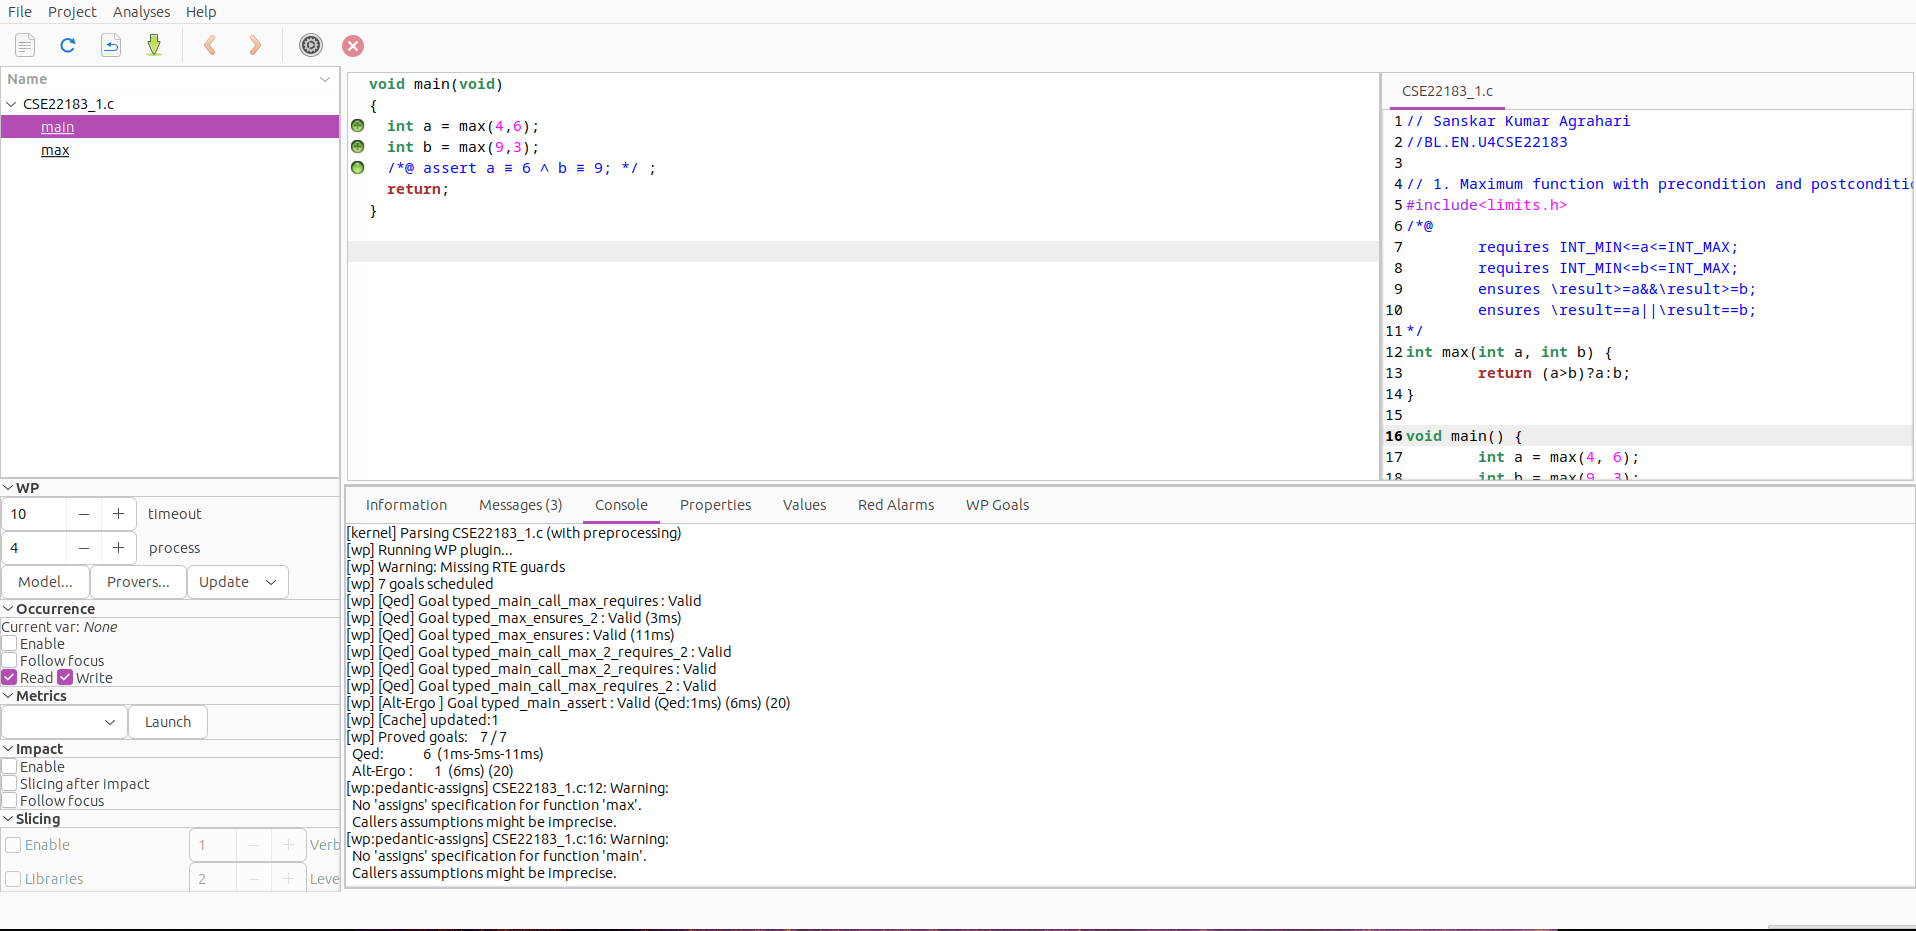 File Project Analyses Help
Name
CSE22183_1.c
main
max
WP
10 timeout
4 process
Model... Provers... Update
Occurrence
Current var: None
Enable
Follow focus
Read Write
Metrics
Launch
Impact
Enable
Slicing after impact
Follow focus
Slicing
Enable 1 Verb
Libraries 2 Leve
void main(void)
{
int a = max(4,6);
int b = max(9,3);
/*@ assert a ≡ 6 ∧ b ≡ 9; */ ;
return;
}
CSE22183_1.c
1 // Sanskar Kumar Agrahari
2 //BL.EN.U4CSE22183
3
4 // 1. Maximum function with precondition and postconditio
5 #include<limits.h>
6 /*@
7 requires INT_MIN<=a<=INT_MAX;
8 requires INT_MIN<=b<=INT_MAX;
9 ensures \result>=a&&\result>=b;
10 ensures \result==a||\result==b;
11 */
12 int max(int a, int b) {
13 return (a>b)?a:b;
14 }
15
16 void main() {
17 int a = max(4, 6);
18 int b = max(9, 3);
Information Messages (3) Console Properties Values Red Alarms WP Goals
[kernel] Parsing CSE22183_1.c (with preprocessing)
[wp] Running WP plugin...
[wp] Warning: Missing RTE guards
[wp] 7 goals scheduled
[wp] [Qed] Goal typed_main_call_max_requires : Valid
[wp] [Qed] Goal typed_max_ensures_2 : Valid (3ms)
[wp] [Qed] Goal typed_max_ensures : Valid (11ms)
[wp] [Qed] Goal typed_main_call_max_2_requires_2 : Valid
[wp] [Qed] Goal typed_main_call_max_2_requires : Valid
[wp] [Qed] Goal typed_main_call_max_requires_2 : Valid
[wp] [Alt-Ergo ] Goal typed_main_assert : Valid (Qed:1ms) (6ms) (20)
[wp] [Cache] updated:1
[wp] Proved goals: 7 / 7
Qed: 6 (1ms-5ms-11ms)
Alt-Ergo : 1 (6ms) (20)
[wp:pedantic-assigns] CSE22183_1.c:12: Warning:
No 'assigns' specification for function 'max'.
Callers assumptions might be imprecise.
[wp:pedantic-assigns] CSE22183_1.c:16: Warning:
No 'assigns' specification for function 'main'.
Callers assumptions might be imprecise.